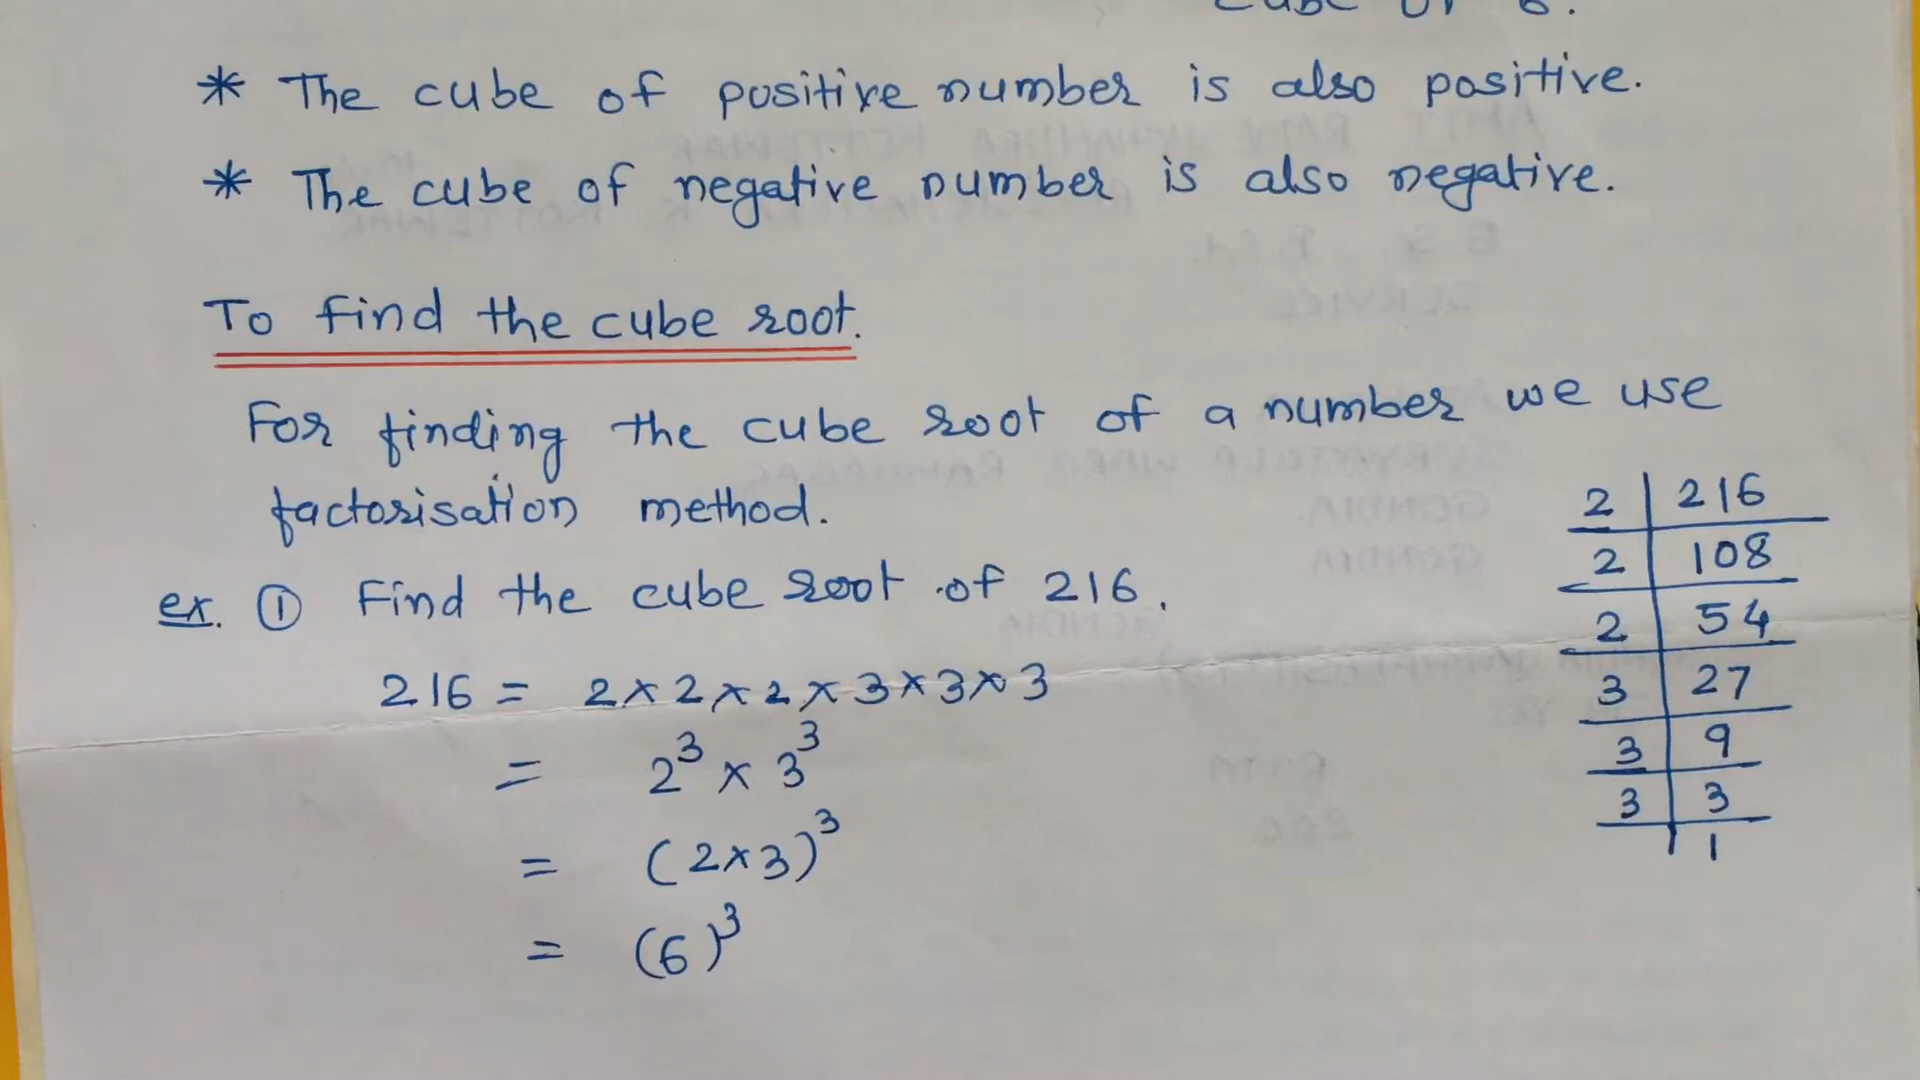 cube of 6.
* The cube of positive number is also positive.
* The cube of negative number is also negative.
To find the cube root.
For finding the cube root of a number we use
factorisation method.
ex. ① Find the cube root of 216.
216 = 2 × 2 × 2 × 3 × 3 × 3
= 2³ × 3³
= (2×3)³
= (6)³
2 | 216
2 | 108
2 | 54
3 | 27
3 | 9
3 | 3
| 1